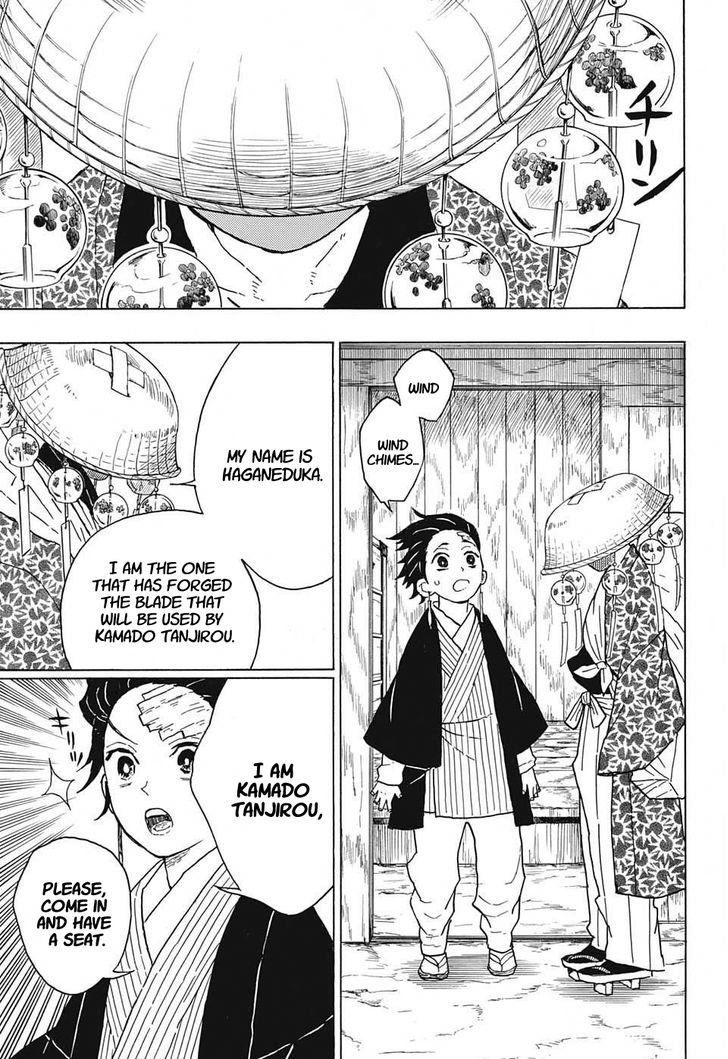 チリン
WIND
WIND
CHIMES...
MY NAME IS
HAGANEDUKA.
I AM THE ONE
THAT HAS FORGED
THE BLADE THAT
WILL BE USED BY
KAMADO TANJIROU.
I AM
KAMADO
TANJIROU,
PLEASE,
COME IN
AND HAVE
A SEAT.